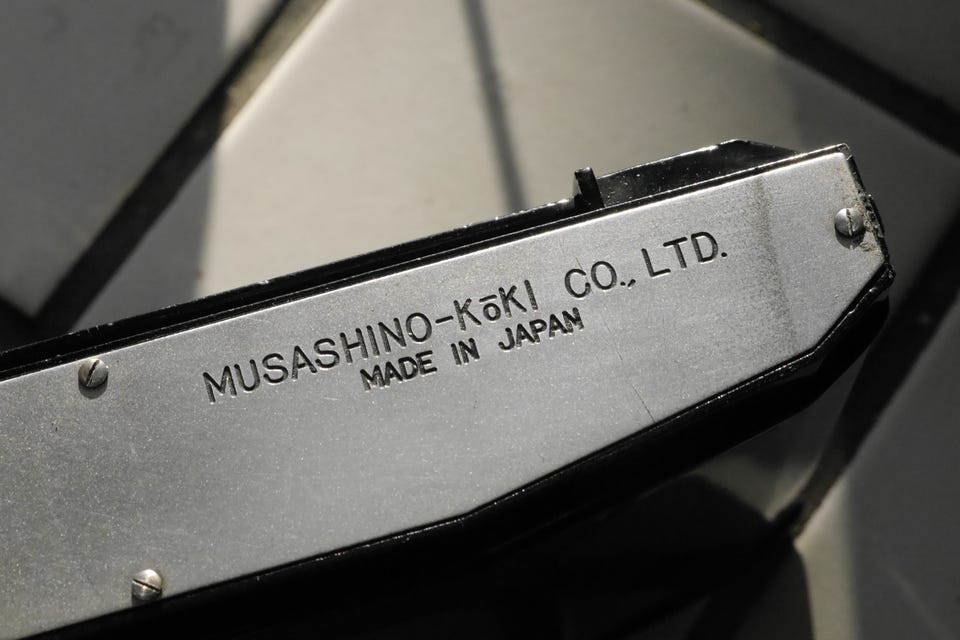 MUSASHINO-KōKI CO., LTD.
MADE IN JAPAN